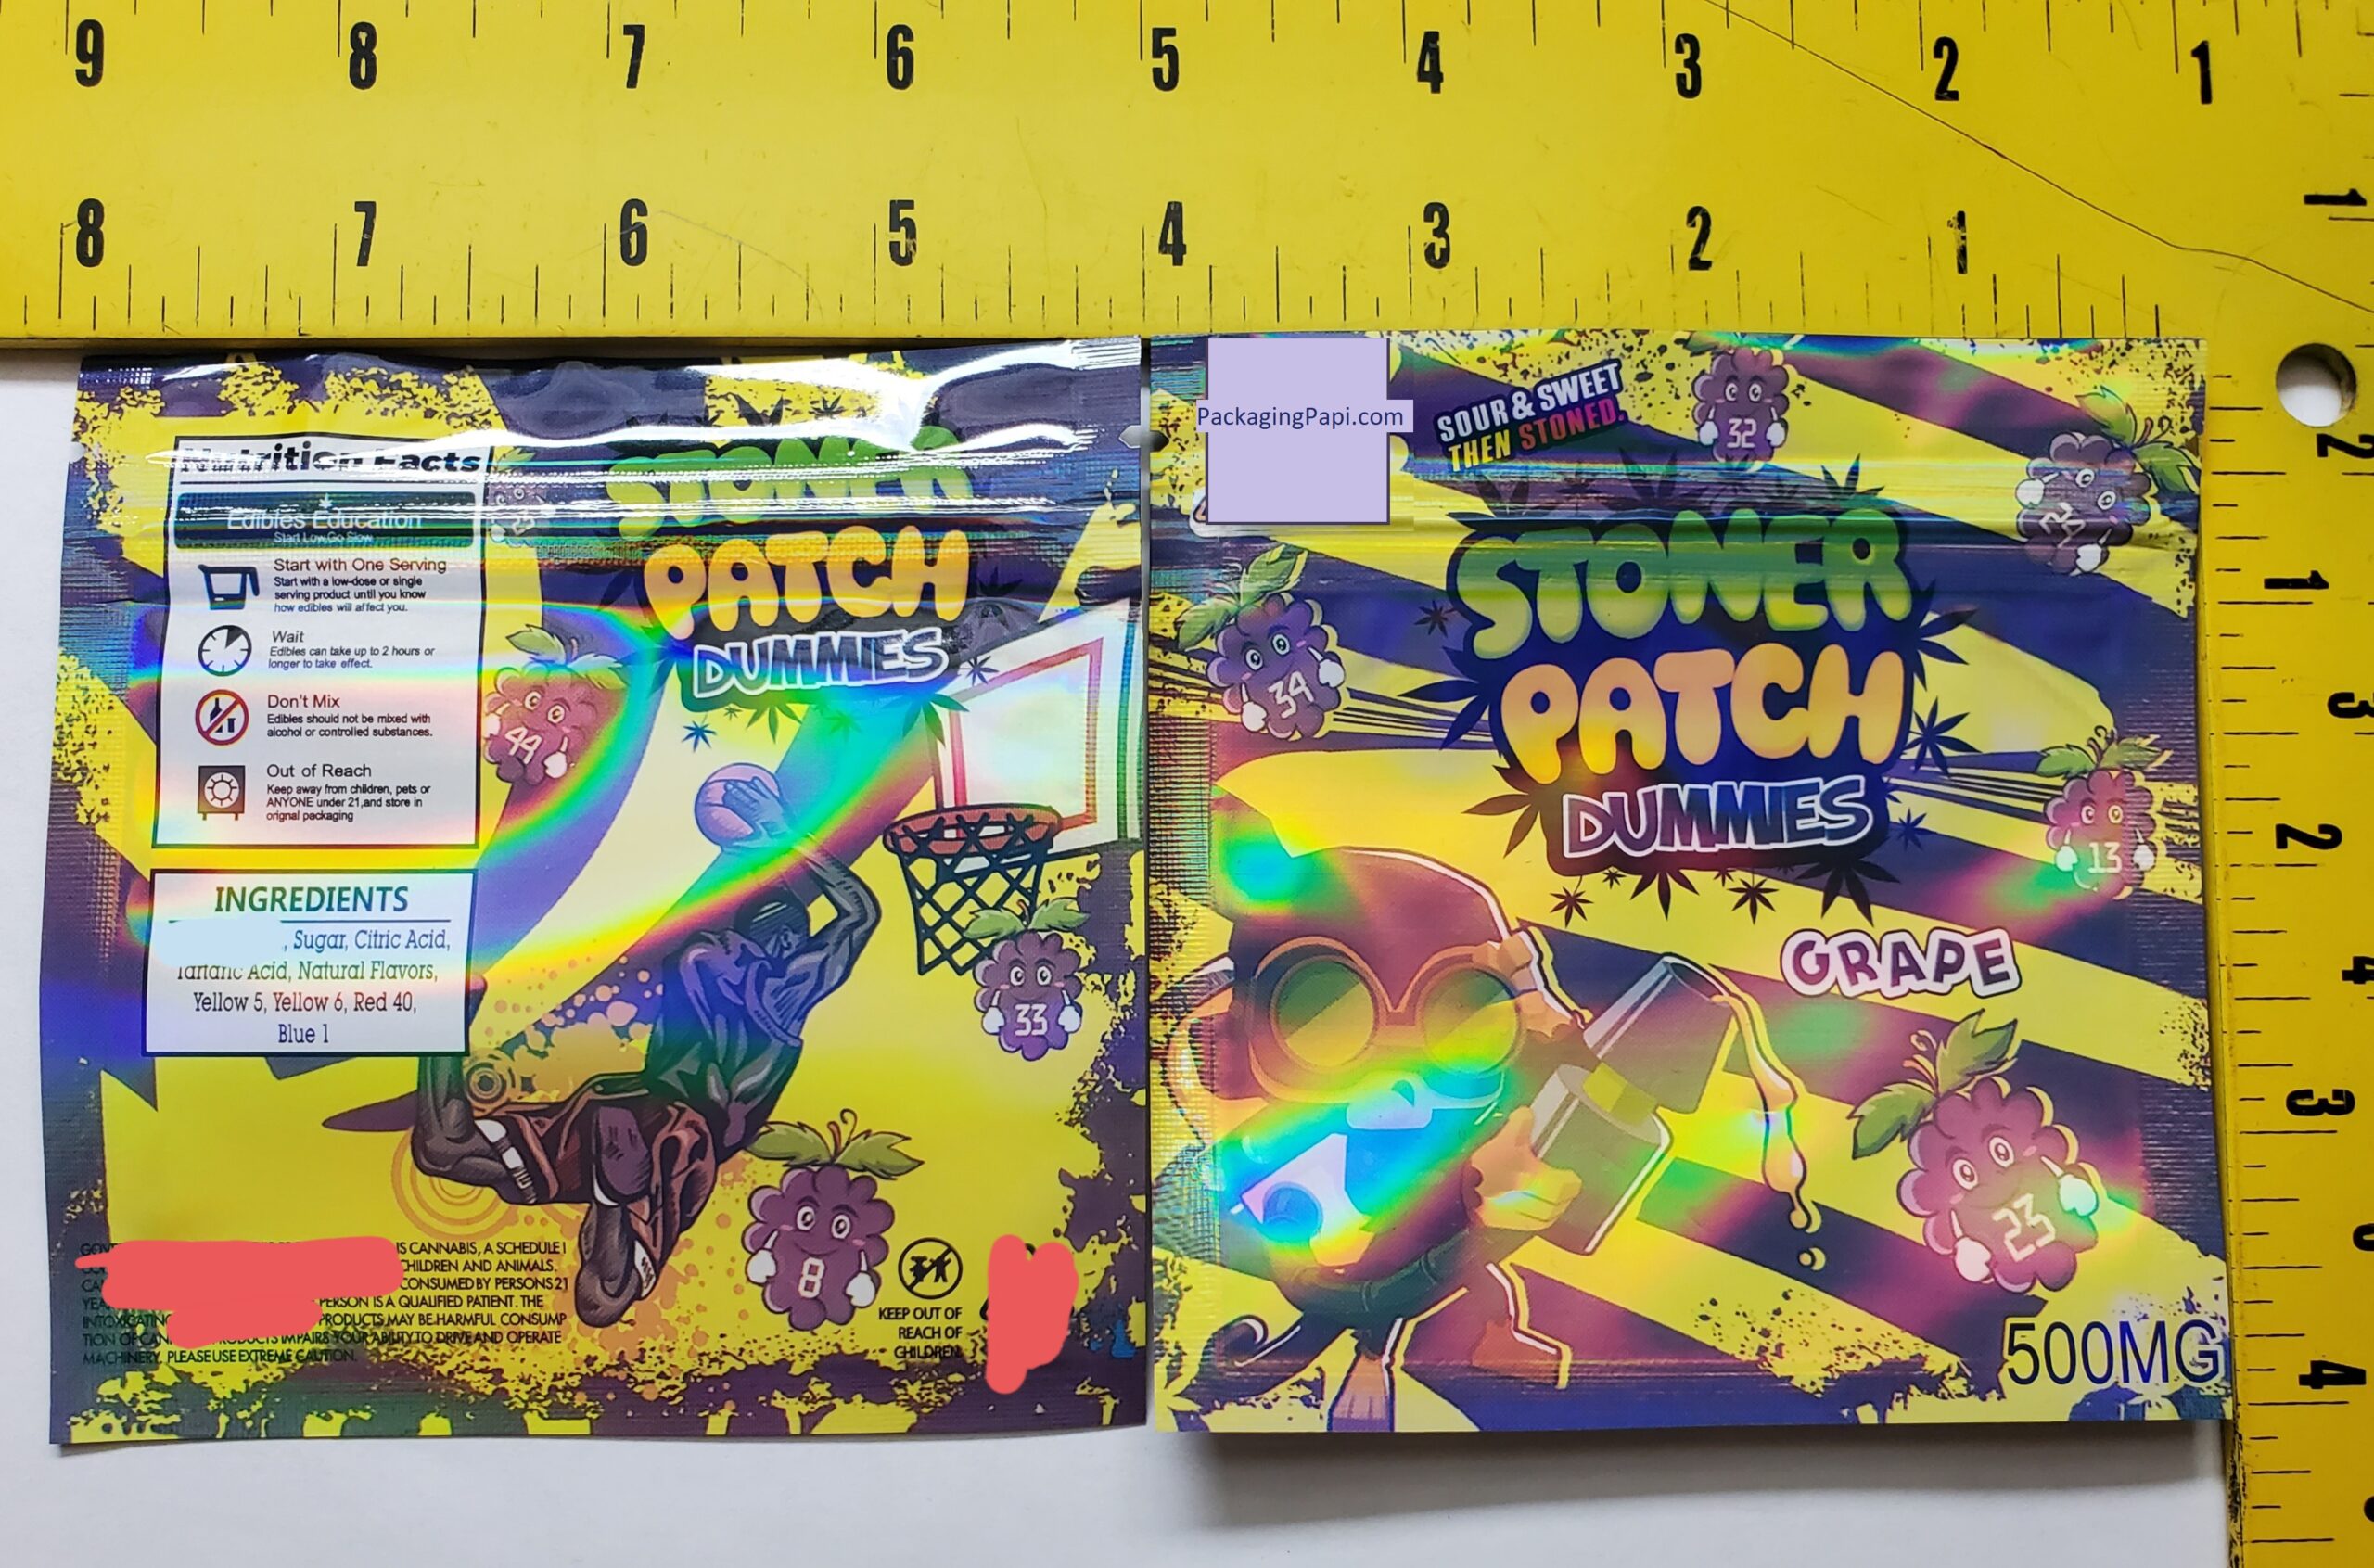 9 8 7 6 5 4 3 2 1
8 7 6 5 4 3 2 1
Nutrition Facts
Edibles Education
Start Low,Go Slow
Start with One Serving
Start with a low-dose or single
serving product until you know
how edibles will affect you.
Wait
Edibles can take up to 2 hours or
longer to take effect.
Don't Mix
Edibles should not be mixed with
alcohol or controlled substances.
Out of Reach
Keep away from children, pets or
ANYONE under 21,and store in
orignal packaging
INGREDIENTS
, Sugar, Citric Acid,
Tartaric Acid, Natural Flavors,
Yellow 5, Yellow 6, Red 40,
Blue 1
STONER
PATCH
DUMMIES
44
33
8
IS CANNABIS, A SCHEDULE I
CHILDREN AND ANIMALS.
CONSUMED BY PERSONS 21
PERSON IS A QUALIFIED PATIENT. THE
INTOXICATING PRODUCTS MAY BE HARMFUL CONSUMP
TION OF CAN PRODUCTS IMPAIRS YOUR ABILITY TO DRIVE AND OPERATE
MACHINERY. PLEASE USE EXTREME CAUTION.
KEEP OUT OF
REACH OF
CHILDREN
PackagingPapi.com
SOUR & SWEET
THEN STONED.
32
34
STONER
PATCH
DUMMIES
13
GRAPE
23
500MG
1
2
1
3
2
4
3
4